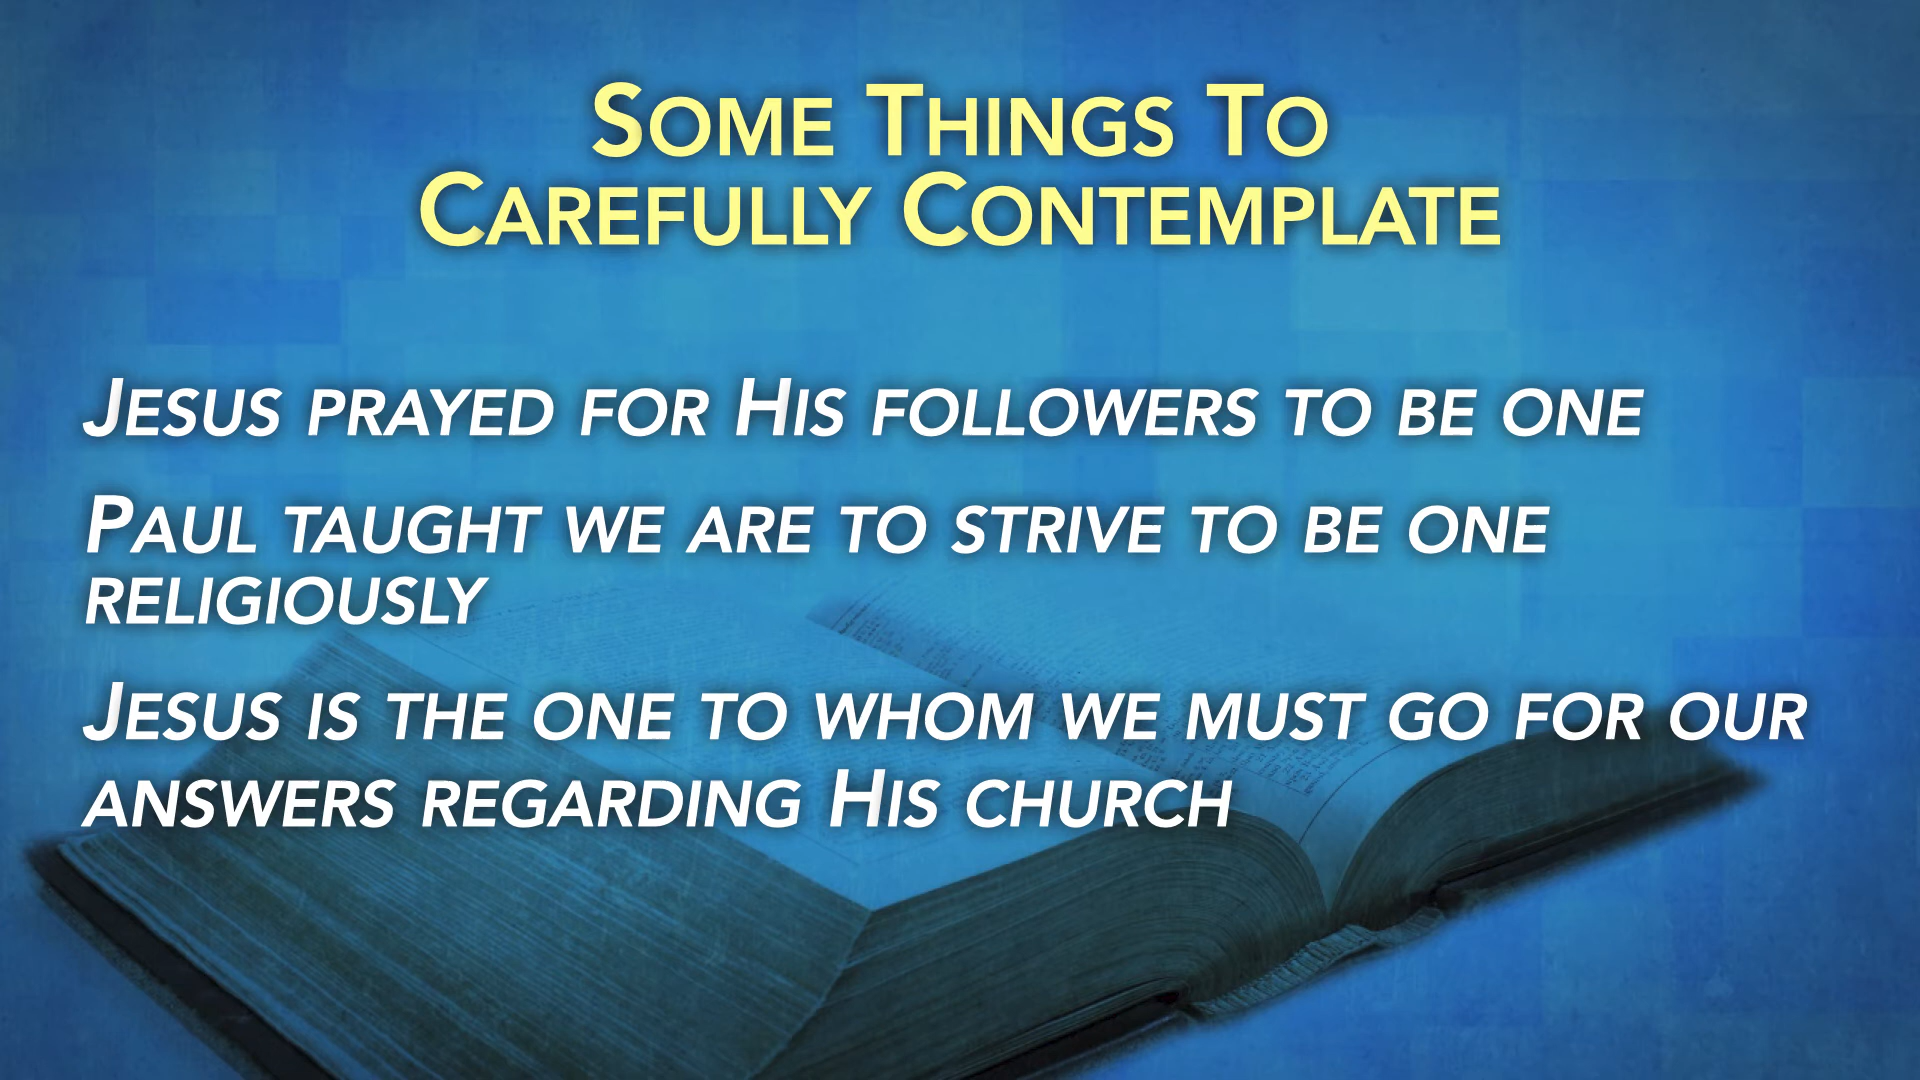 Some Things To
Carefully Contemplate
Jesus prayed for His followers to be one
Paul taught we are to strive to be one
religiously
Jesus is the one to whom we must go for our
answers regarding His church